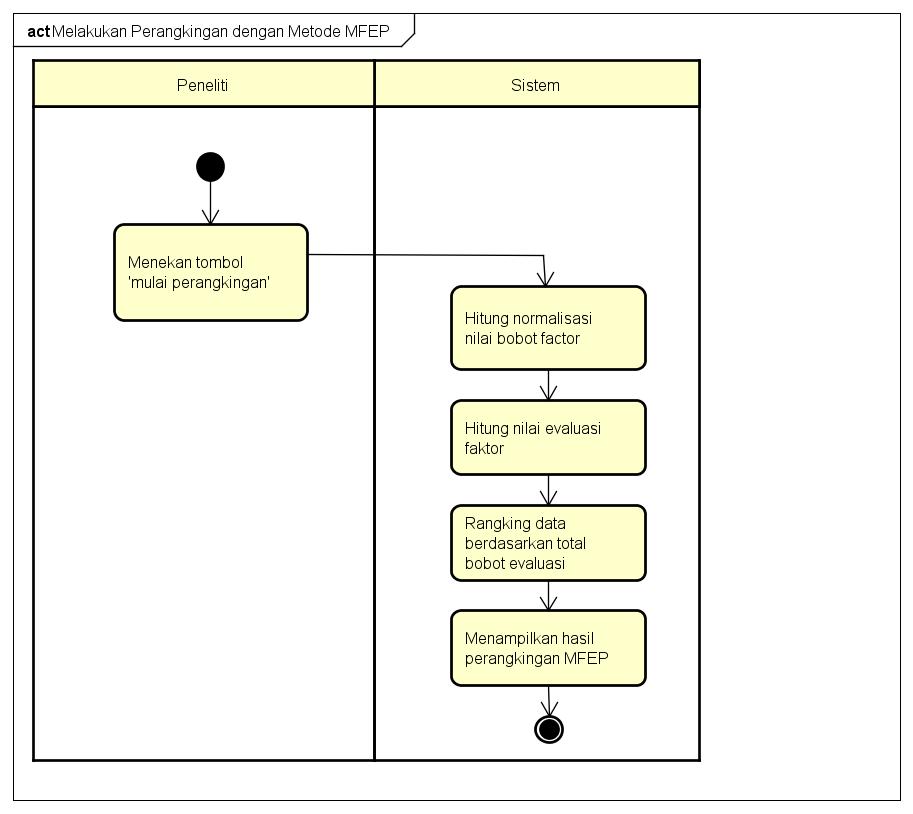 act Melakukan Perangkingan dengan Metode MFEP
Peneliti
Sistem
Menekan tombol
'mulai perangkingan'
Hitung normalisasi
nilai bobot factor
Hitung nilai evaluasi
faktor
Rangking data
berdasarkan total
bobot evaluasi
Menampilkan hasil
perangkingan MFEP